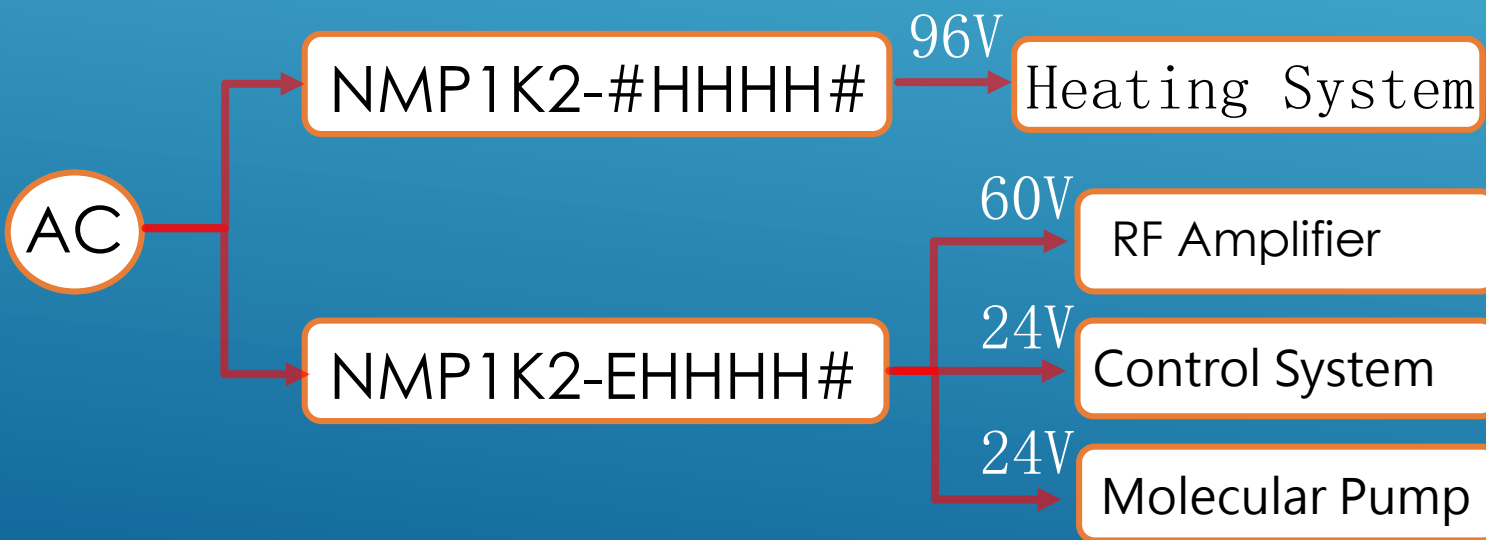 96V
NMP1K2-#HHHH#
Heating System
AC
60V
RF Amplifier
24V
NMP1K2-EHHHH#
Control System
24V
Molecular Pump